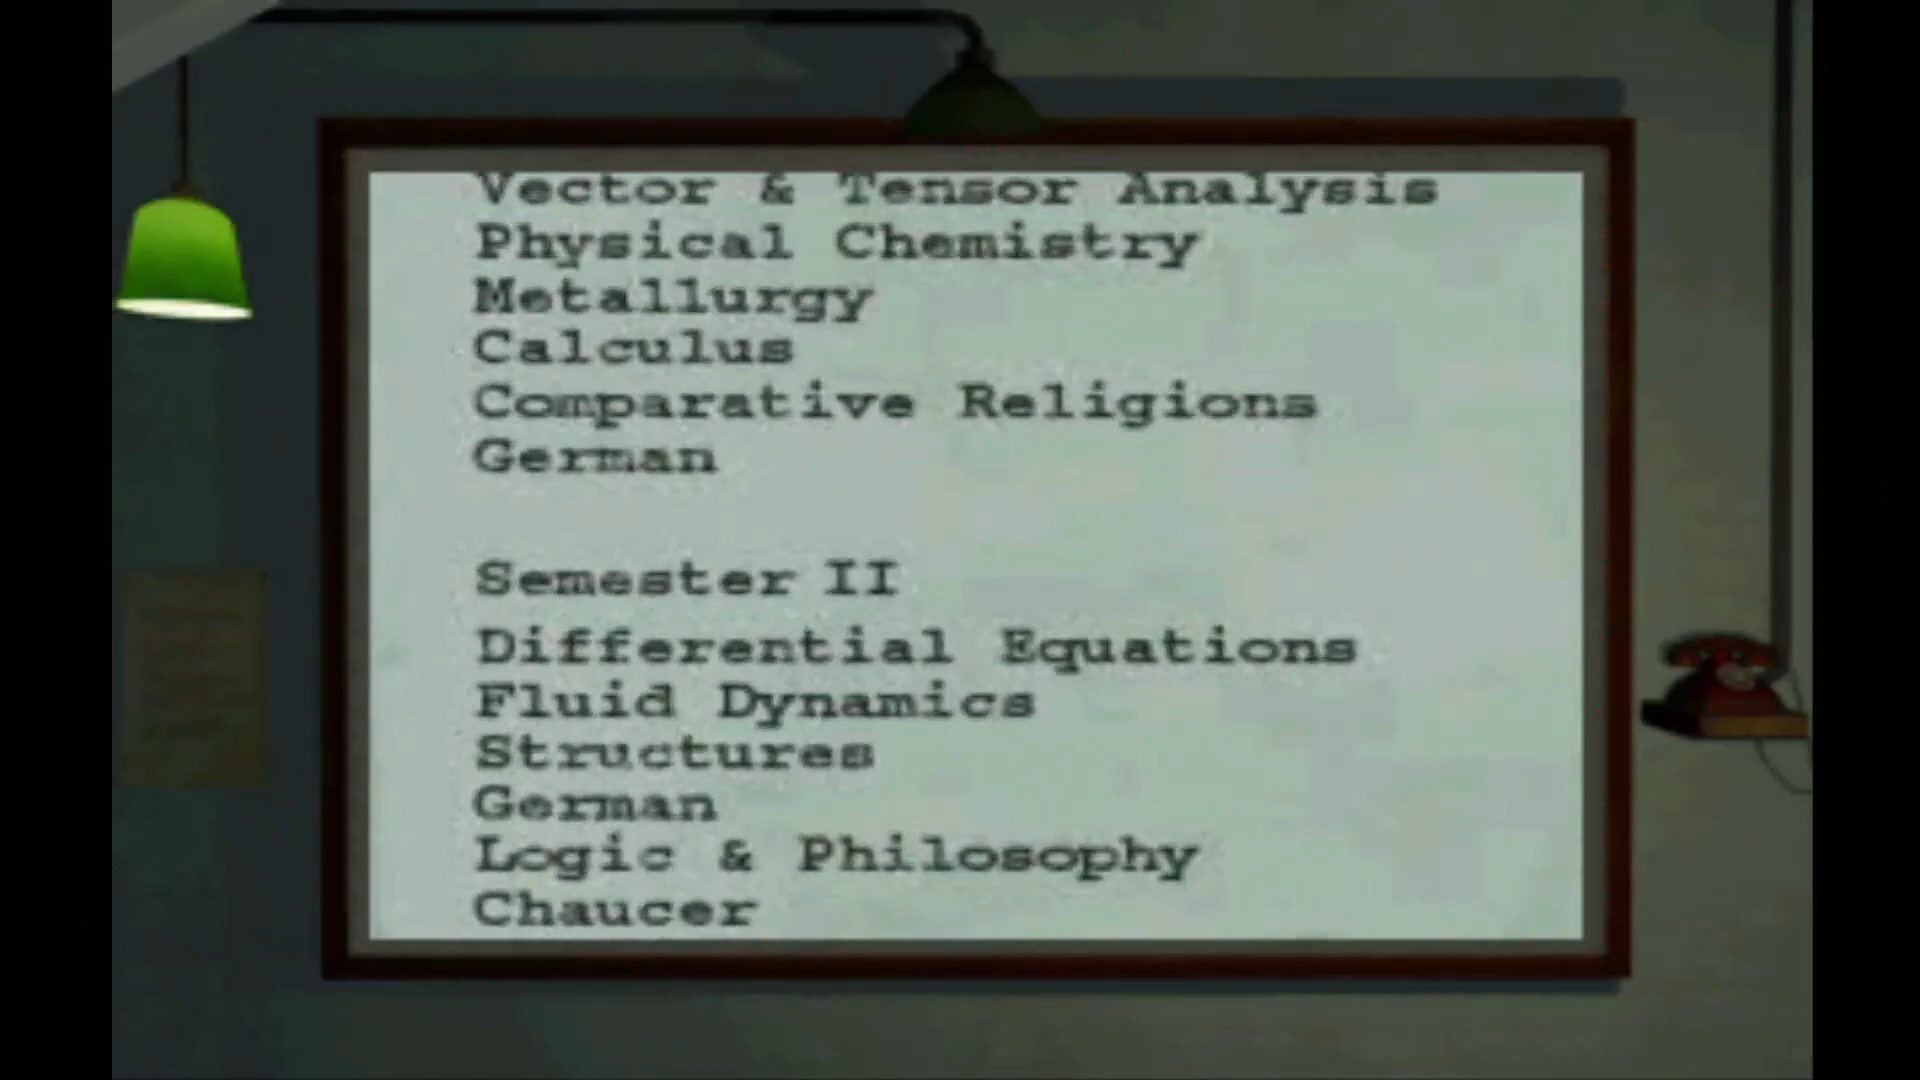 Vector & Tensor Analysis
Physical Chemistry
Metallurgy
Calculus
Comparative Religions
German
Semester II
Differential Equations
Fluid Dynamics
Structures
German
Logic & Philosophy
Chaucer